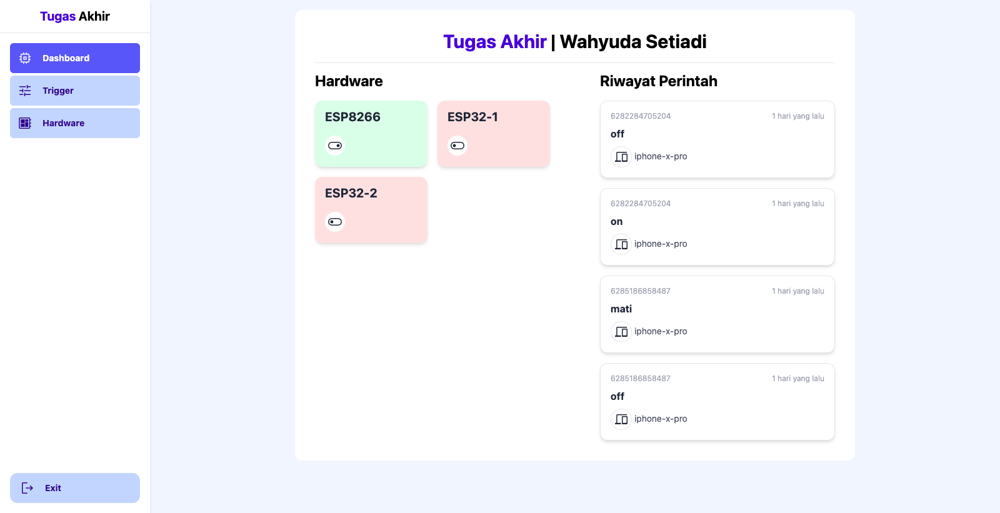 Tugas Akhir
Dashboard
Trigger
Hardware
Exit
Tugas Akhir | Wahyuda Setiadi
Hardware
ESP8266
ESP32-1
ESP32-2
Riwayat Perintah
6282284705204 1 hari yang lalu
off
iphone-x-pro
6282284705204 1 hari yang lalu
on
iphone-x-pro
6285186858487 1 hari yang lalu
mati
iphone-x-pro
6285186858487 1 hari yang lalu
off
iphone-x-pro